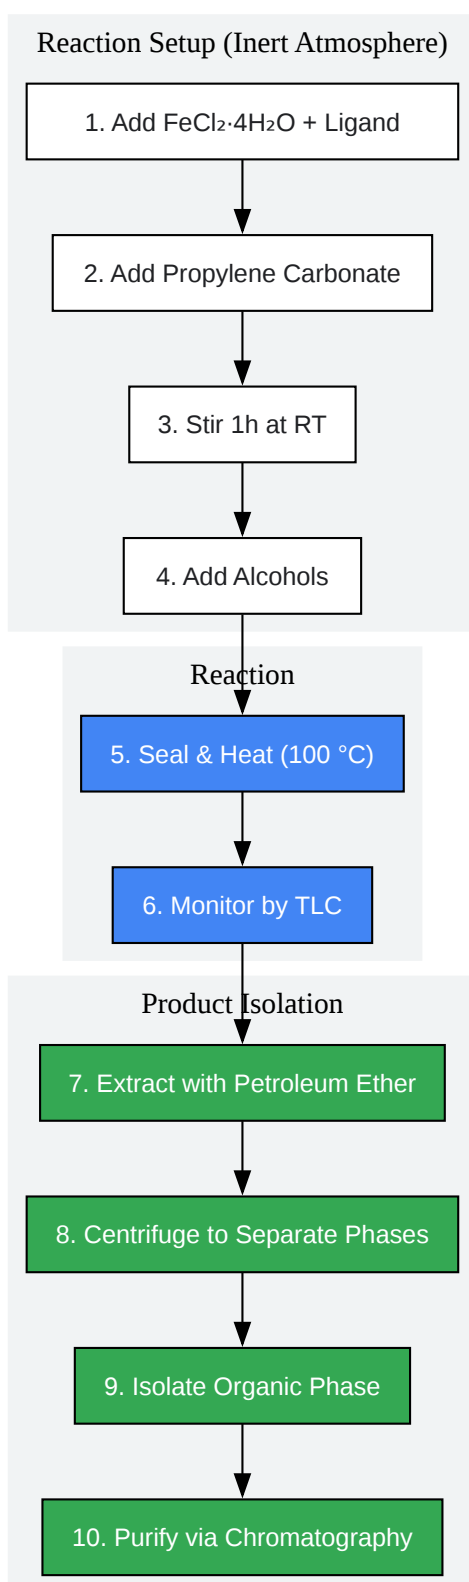 Reaction Setup (Inert Atmosphere)
1. Add FeCl₂·4H₂O + Ligand
2. Add Propylene Carbonate
3. Stir 1h at RT
4. Add Alcohols
Reaction
5. Seal & Heat (100 °C)
6. Monitor by TLC
Product Isolation
7. Extract with Petroleum Ether
8. Centrifuge to Separate Phases
9. Isolate Organic Phase
10. Purify via Chromatography